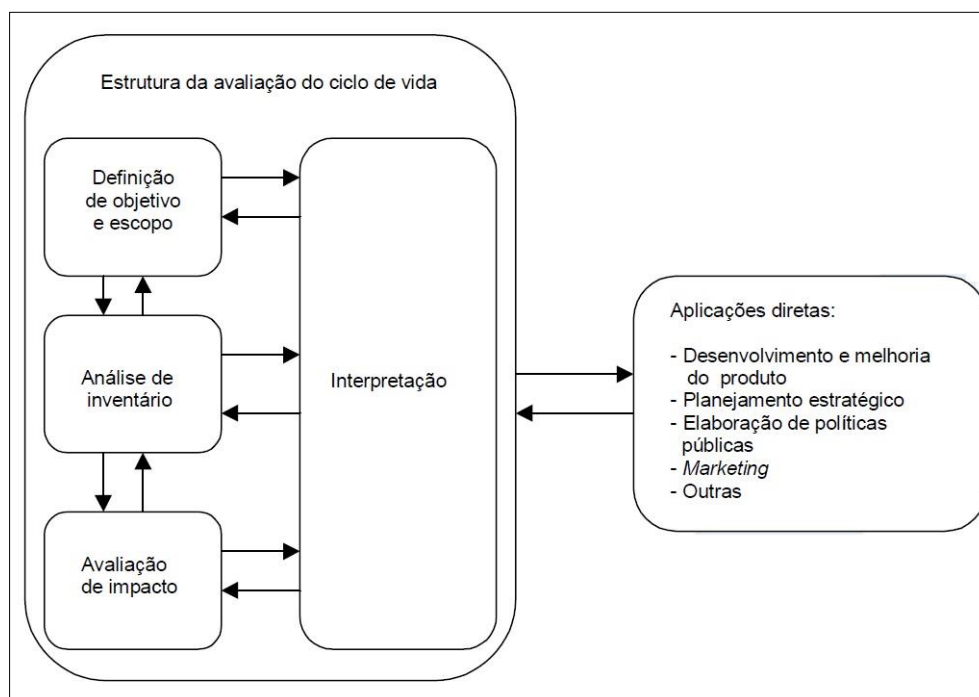 Estrutura da avaliação do ciclo de vida
Definição
de objetivo
e escopo
Análise de
inventário
Avaliação
de impacto
Interpretação
Aplicações diretas:
- Desenvolvimento e melhoria
do produto
- Planejamento estratégico
- Elaboração de políticas
públicas
- Marketing
- Outras